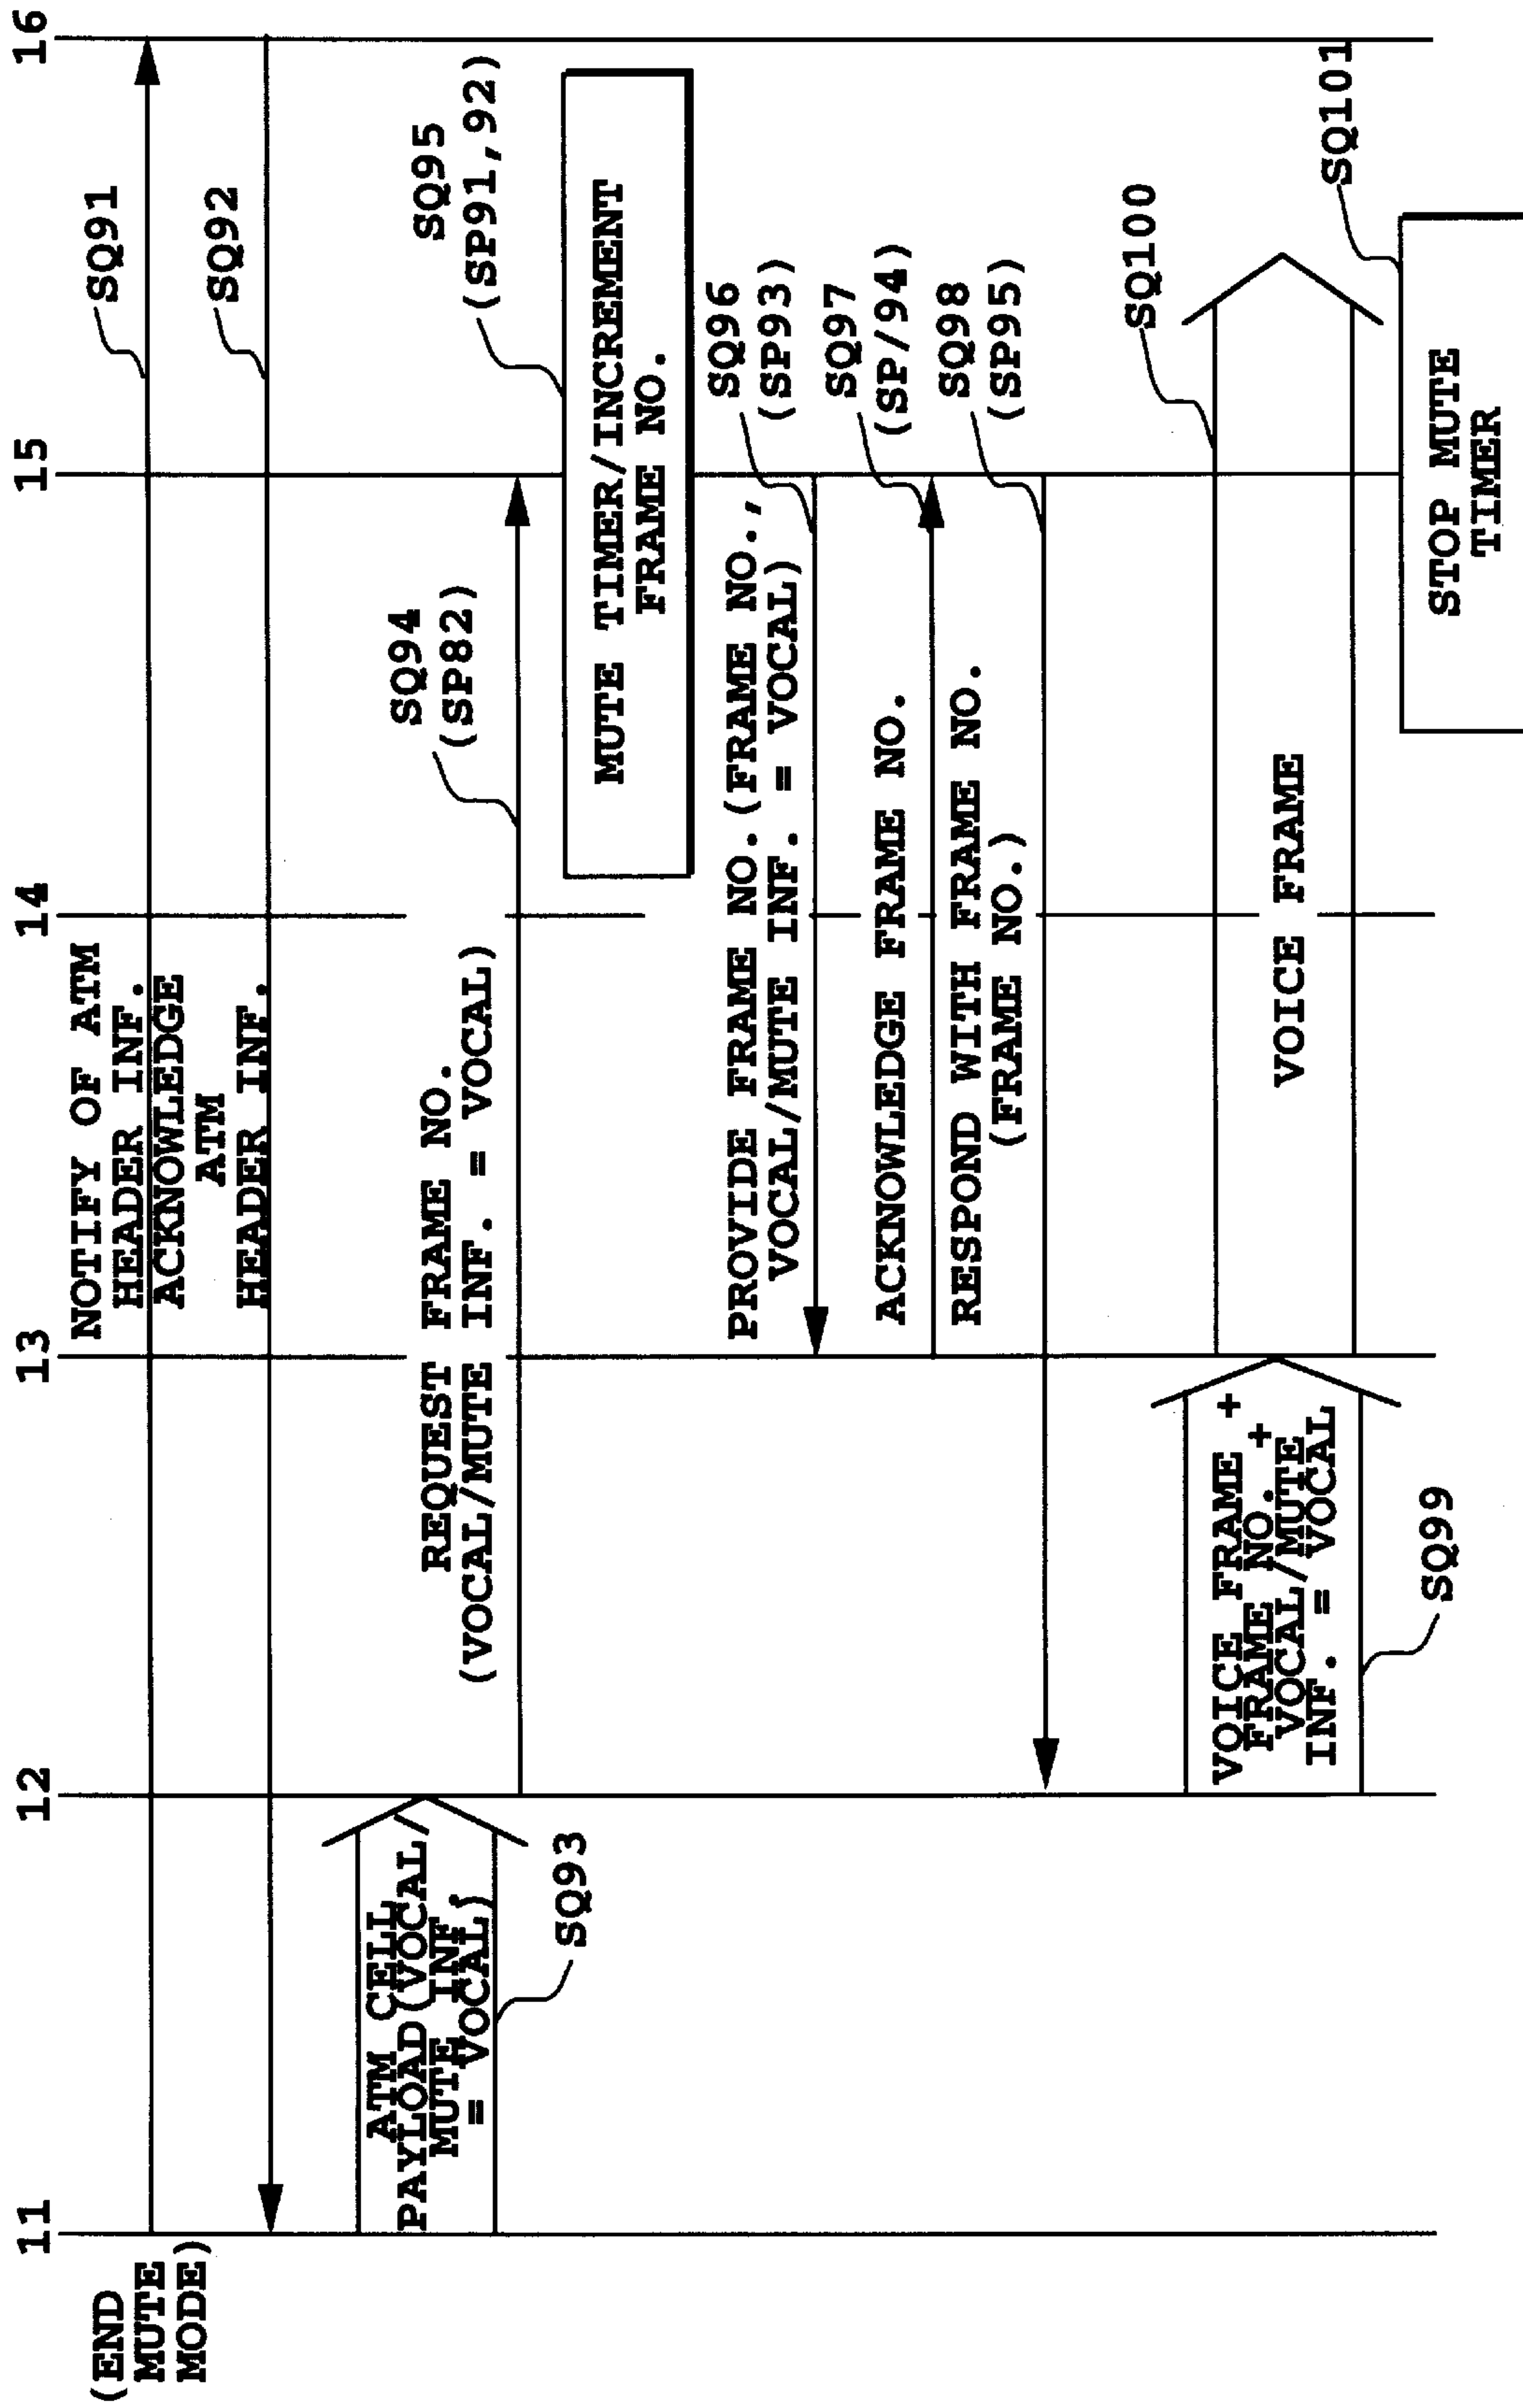 (END
MUTE
MODE)
11
12
13
14
15
16
NOTIFY OF ATM
HEADER INF.
SQ91
ACKNOWLEDGE
ATM
HEADER INF.
SQ92
ATM CELL
PAYLOAD(VOCAL/
MUTE INF.
= VOCAL)
SQ93
REQUEST FRAME NO.
(VOCAL/MUTE INF. = VOCAL)
SQ94
(SP82)
SQ95
(SP91,92)
MUTE TIMER/INCREMENT
FRAME NO.
PROVIDE FRAME NO.(FRAME NO.,
VOCAL/MUTE INF. = VOCAL)
SQ96
(SP93)
ACKNOWLEDGE FRAME NO.
SQ97
(SP/94)
RESPOND WITH FRAME NO.
(FRAME NO.)
SQ98
(SP95)
VOICE FRAME +
FRAME NO. +
VOCAL/MUTE
INF. = VOCAL
SQ99
VOICE FRAME
SQ100
SQ101
STOP MUTE
TIMER